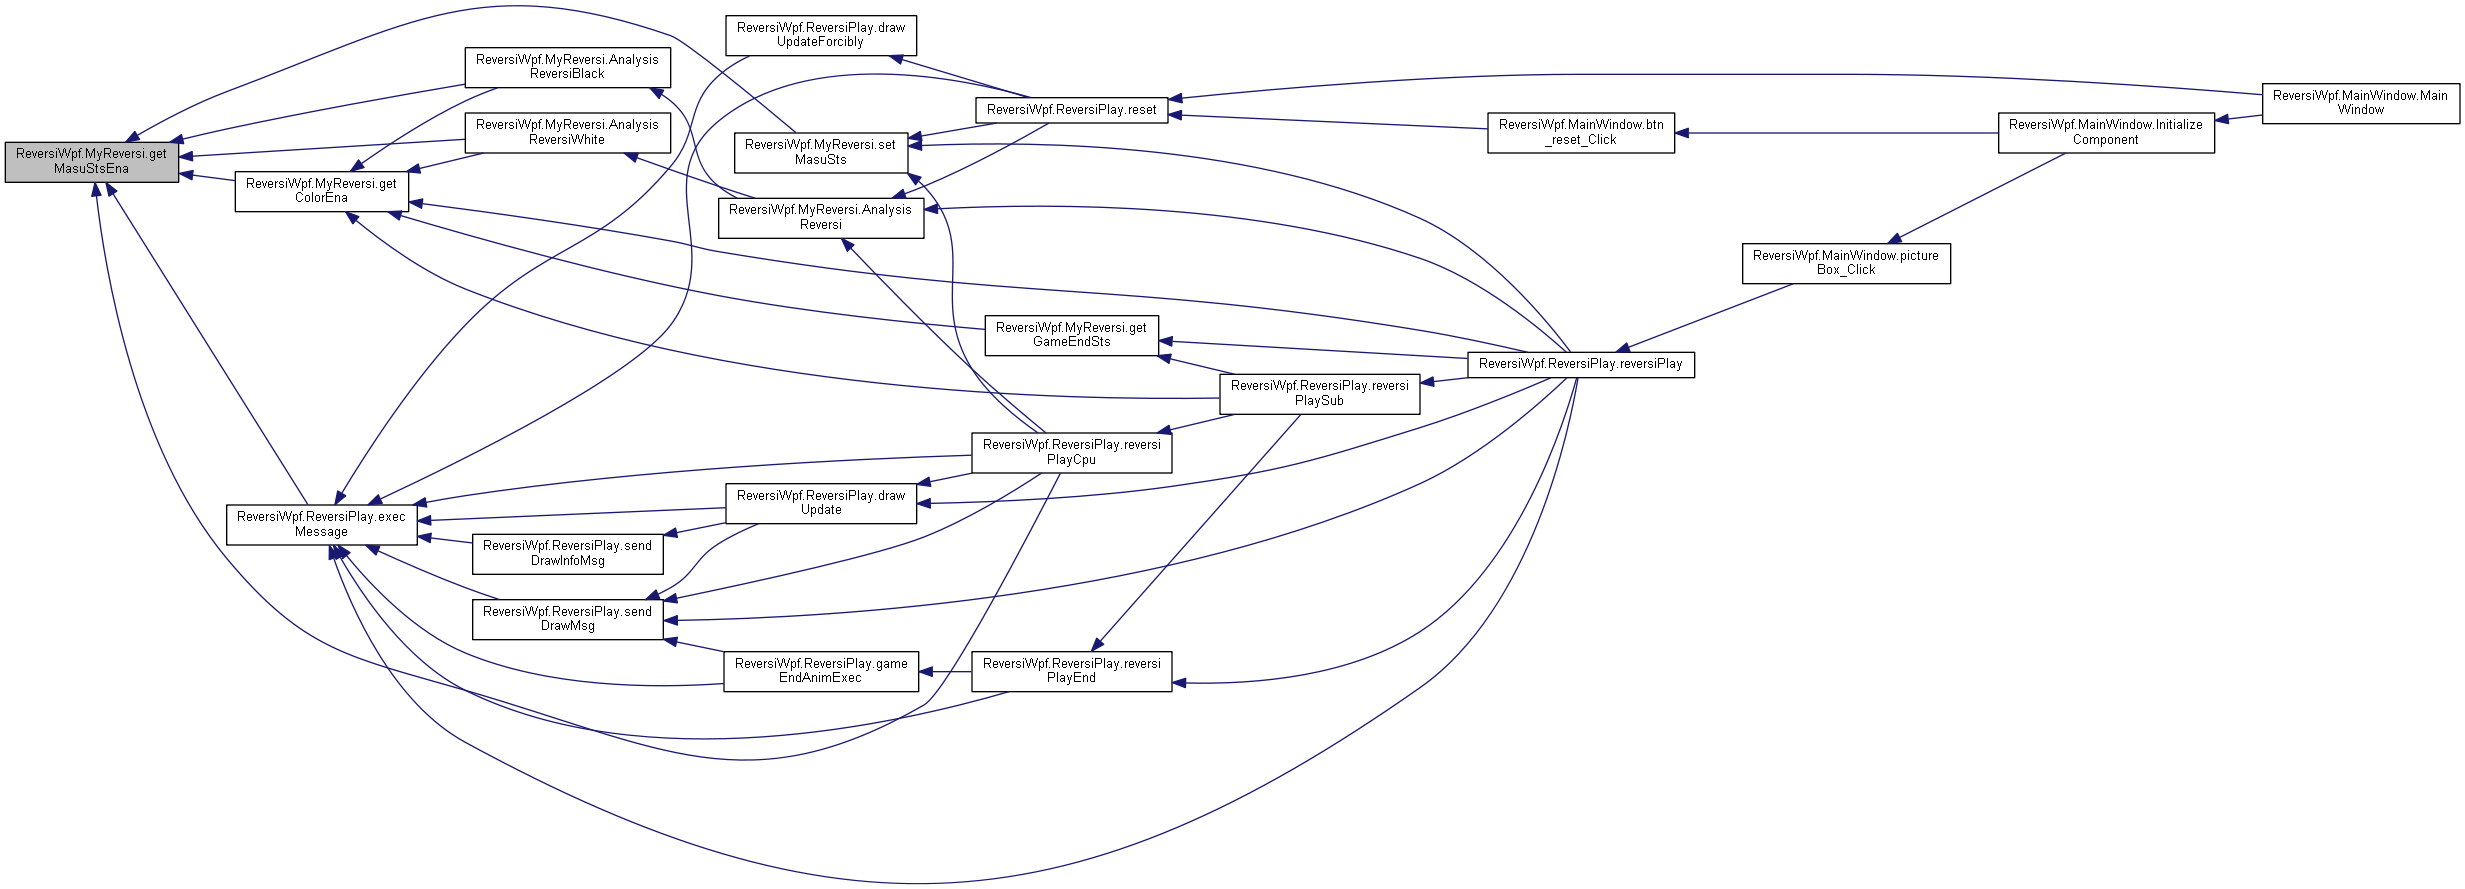 ReversiWpf.MyReversi.get
MasuStsEna
ReversiWpf.MyReversi.Analysis
ReversiBlack
ReversiWpf.MyReversi.Analysis
ReversiWhite
ReversiWpf.MyReversi.get
ColorEna
ReversiWpf.ReversiPlay.exec
Message
ReversiWpf.ReversiPlay.send
DrawInfoMsg
ReversiWpf.ReversiPlay.send
DrawMsg
ReversiWpf.ReversiPlay.draw
UpdateForcibly
ReversiWpf.MyReversi.set
MasuSts
ReversiWpf.MyReversi.Analysis
Reversi
ReversiWpf.ReversiPlay.draw
Update
ReversiWpf.ReversiPlay.game
EndAnimExec
ReversiWpf.ReversiPlay.reset
ReversiWpf.MyReversi.get
GameEndSts
ReversiWpf.ReversiPlay.reversi
PlayCpu
ReversiWpf.ReversiPlay.reversi
PlayEnd
ReversiWpf.ReversiPlay.reversi
PlaySub
ReversiWpf.MainWindow.btn
_reset_Click
ReversiWpf.ReversiPlay.reversiPlay
ReversiWpf.MainWindow.picture
Box_Click
ReversiWpf.MainWindow.Initialize
Component
ReversiWpf.MainWindow.Main
Window